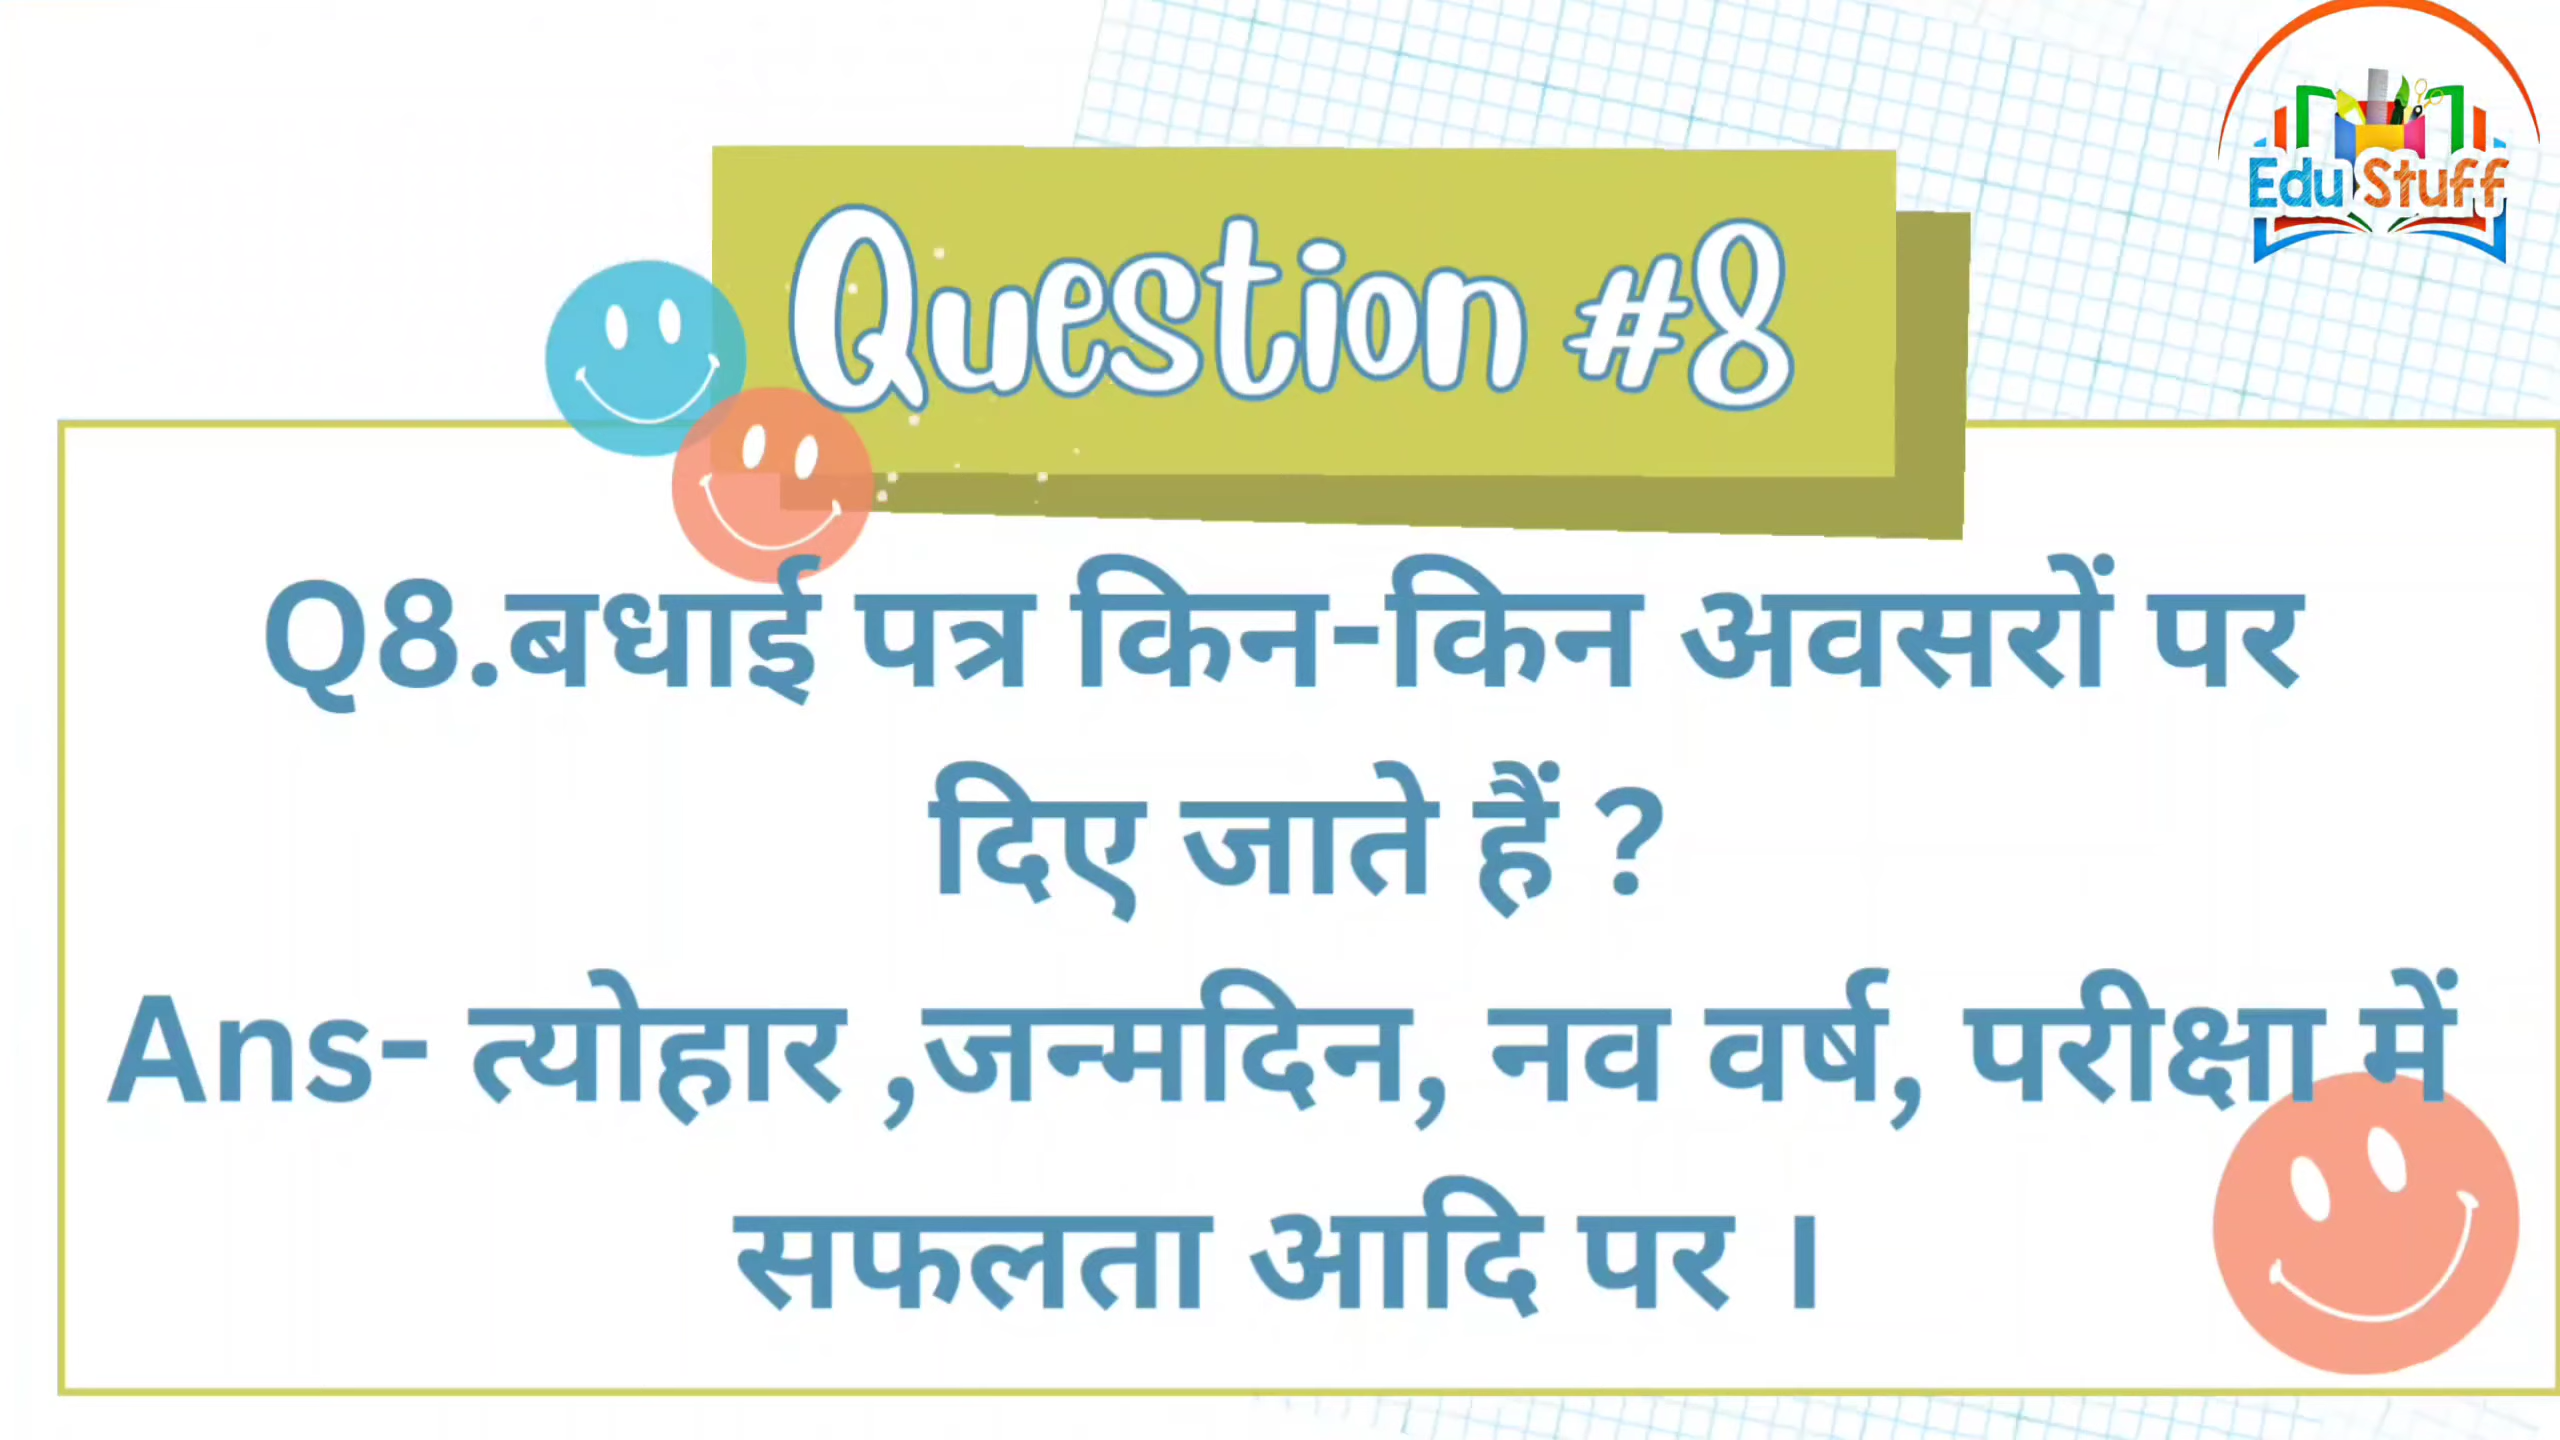 Edu Stuff
Question #8
Q8.बधाई पत्र किन-किन अवसरों पर
दिए जाते हैं ?
Ans- त्योहार ,जन्मदिन, नव वर्ष, परीक्षा में
सफलता आदि पर ।